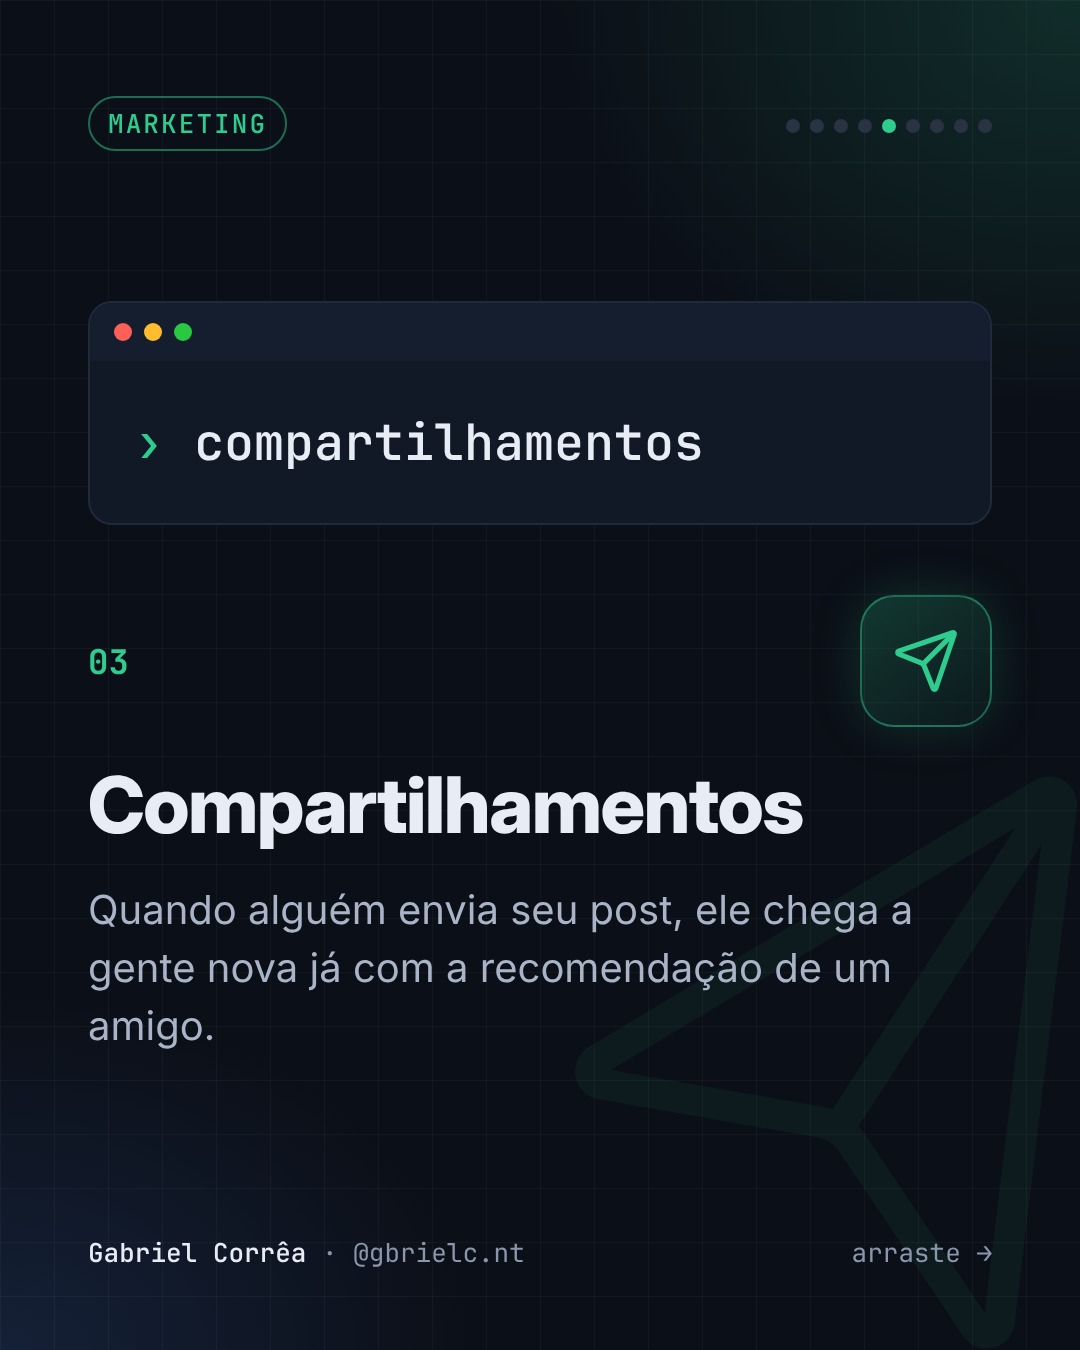 MARKETING
› compartilhamentos
03
Compartilhamentos
Quando alguém envia seu post, ele chega a
gente nova já com a recomendação de um
amigo.
Gabriel Corrêa · @gbrielc.nt
arraste →